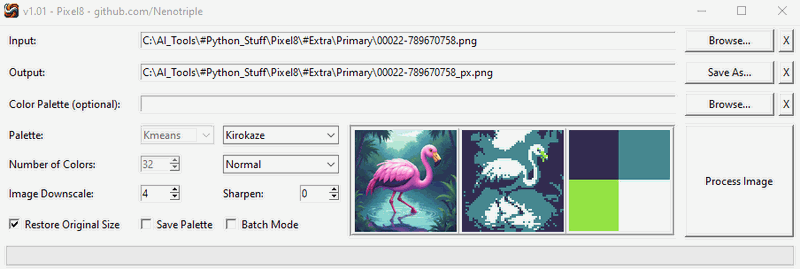 v1.01 - Pixel8 - github.com/Nenotriple
Input: C:\AI_Tools\#Python_Stuff\Pixel8\#Extra\Primary\00022-789670758.png Browse... X
Output: C:\AI_Tools\#Python_Stuff\Pixel8\#Extra\Primary\00022-789670758_px.png Save As... X
Color Palette (optional): Browse... X
Palette: Kmeans Kirokaze
Number of Colors: 32 Normal
Process Image
Image Downscale: 4 Sharpen: 0
Restore Original Size Save Palette Batch Mode